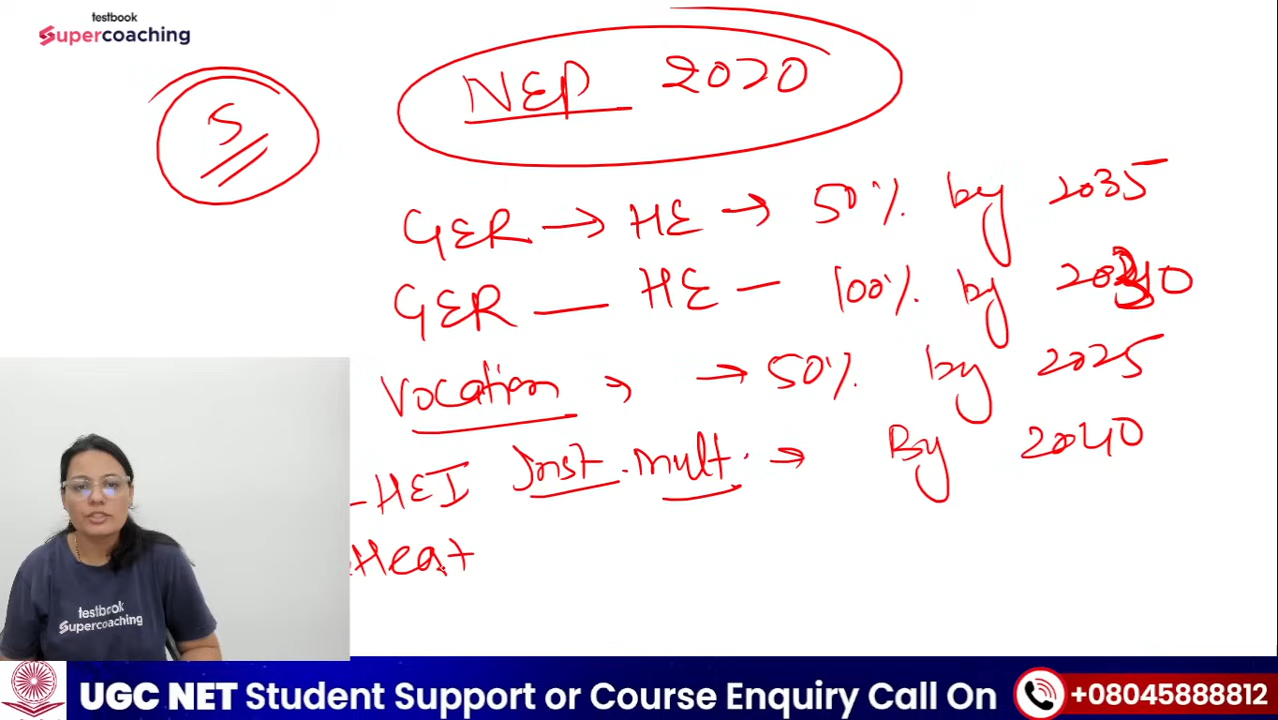 testbook
Supercoaching
5
NEP 2020
GER → HE → 50% by 2035
GER — HE — 100% by 2030
Vocation → → 50% by 2025
- HEI Inst. mult. → By 2040
Heat
testbook
Supercoaching
UGC NET Student Support or Course Enquiry Call On +08045888812